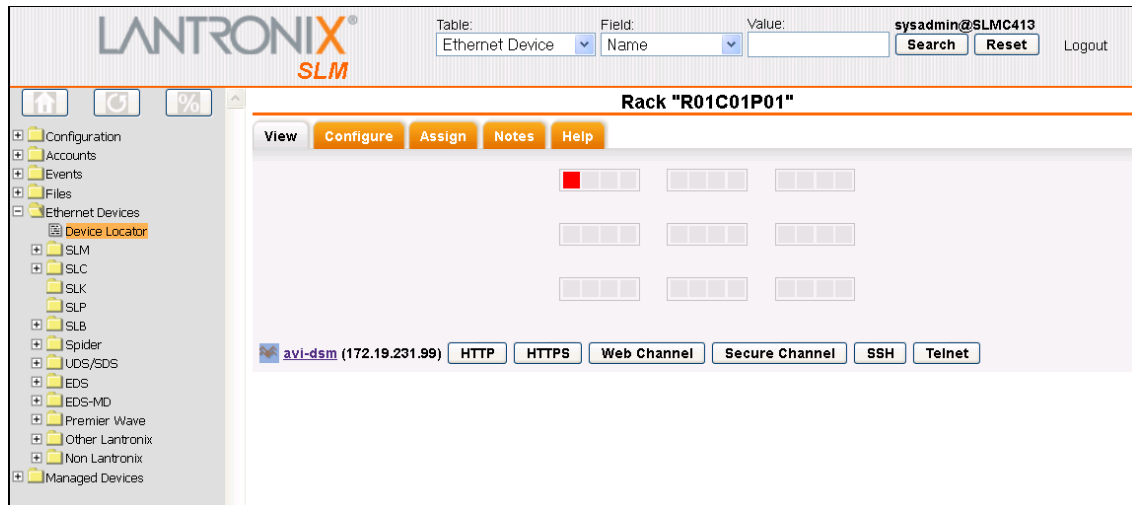 LANTRONIX®
SLM
Table:
Ethernet Device
Field:
Name
Value:
sysadmin@SLMC413
Search
Reset
Logout
%
Configuration
Accounts
Events
Files
Ethernet Devices
Device Locator
SLM
SLC
SLK
SLP
SLB
Spider
UDS/SDS
EDS
EDS-MD
Premier Wave
Other Lantronix
Non Lantronix
Managed Devices
Rack "R01C01P01"
View
Configure
Assign
Notes
Help
avi-dsm (172.19.231.99)
HTTP
HTTPS
Web Channel
Secure Channel
SSH
Telnet